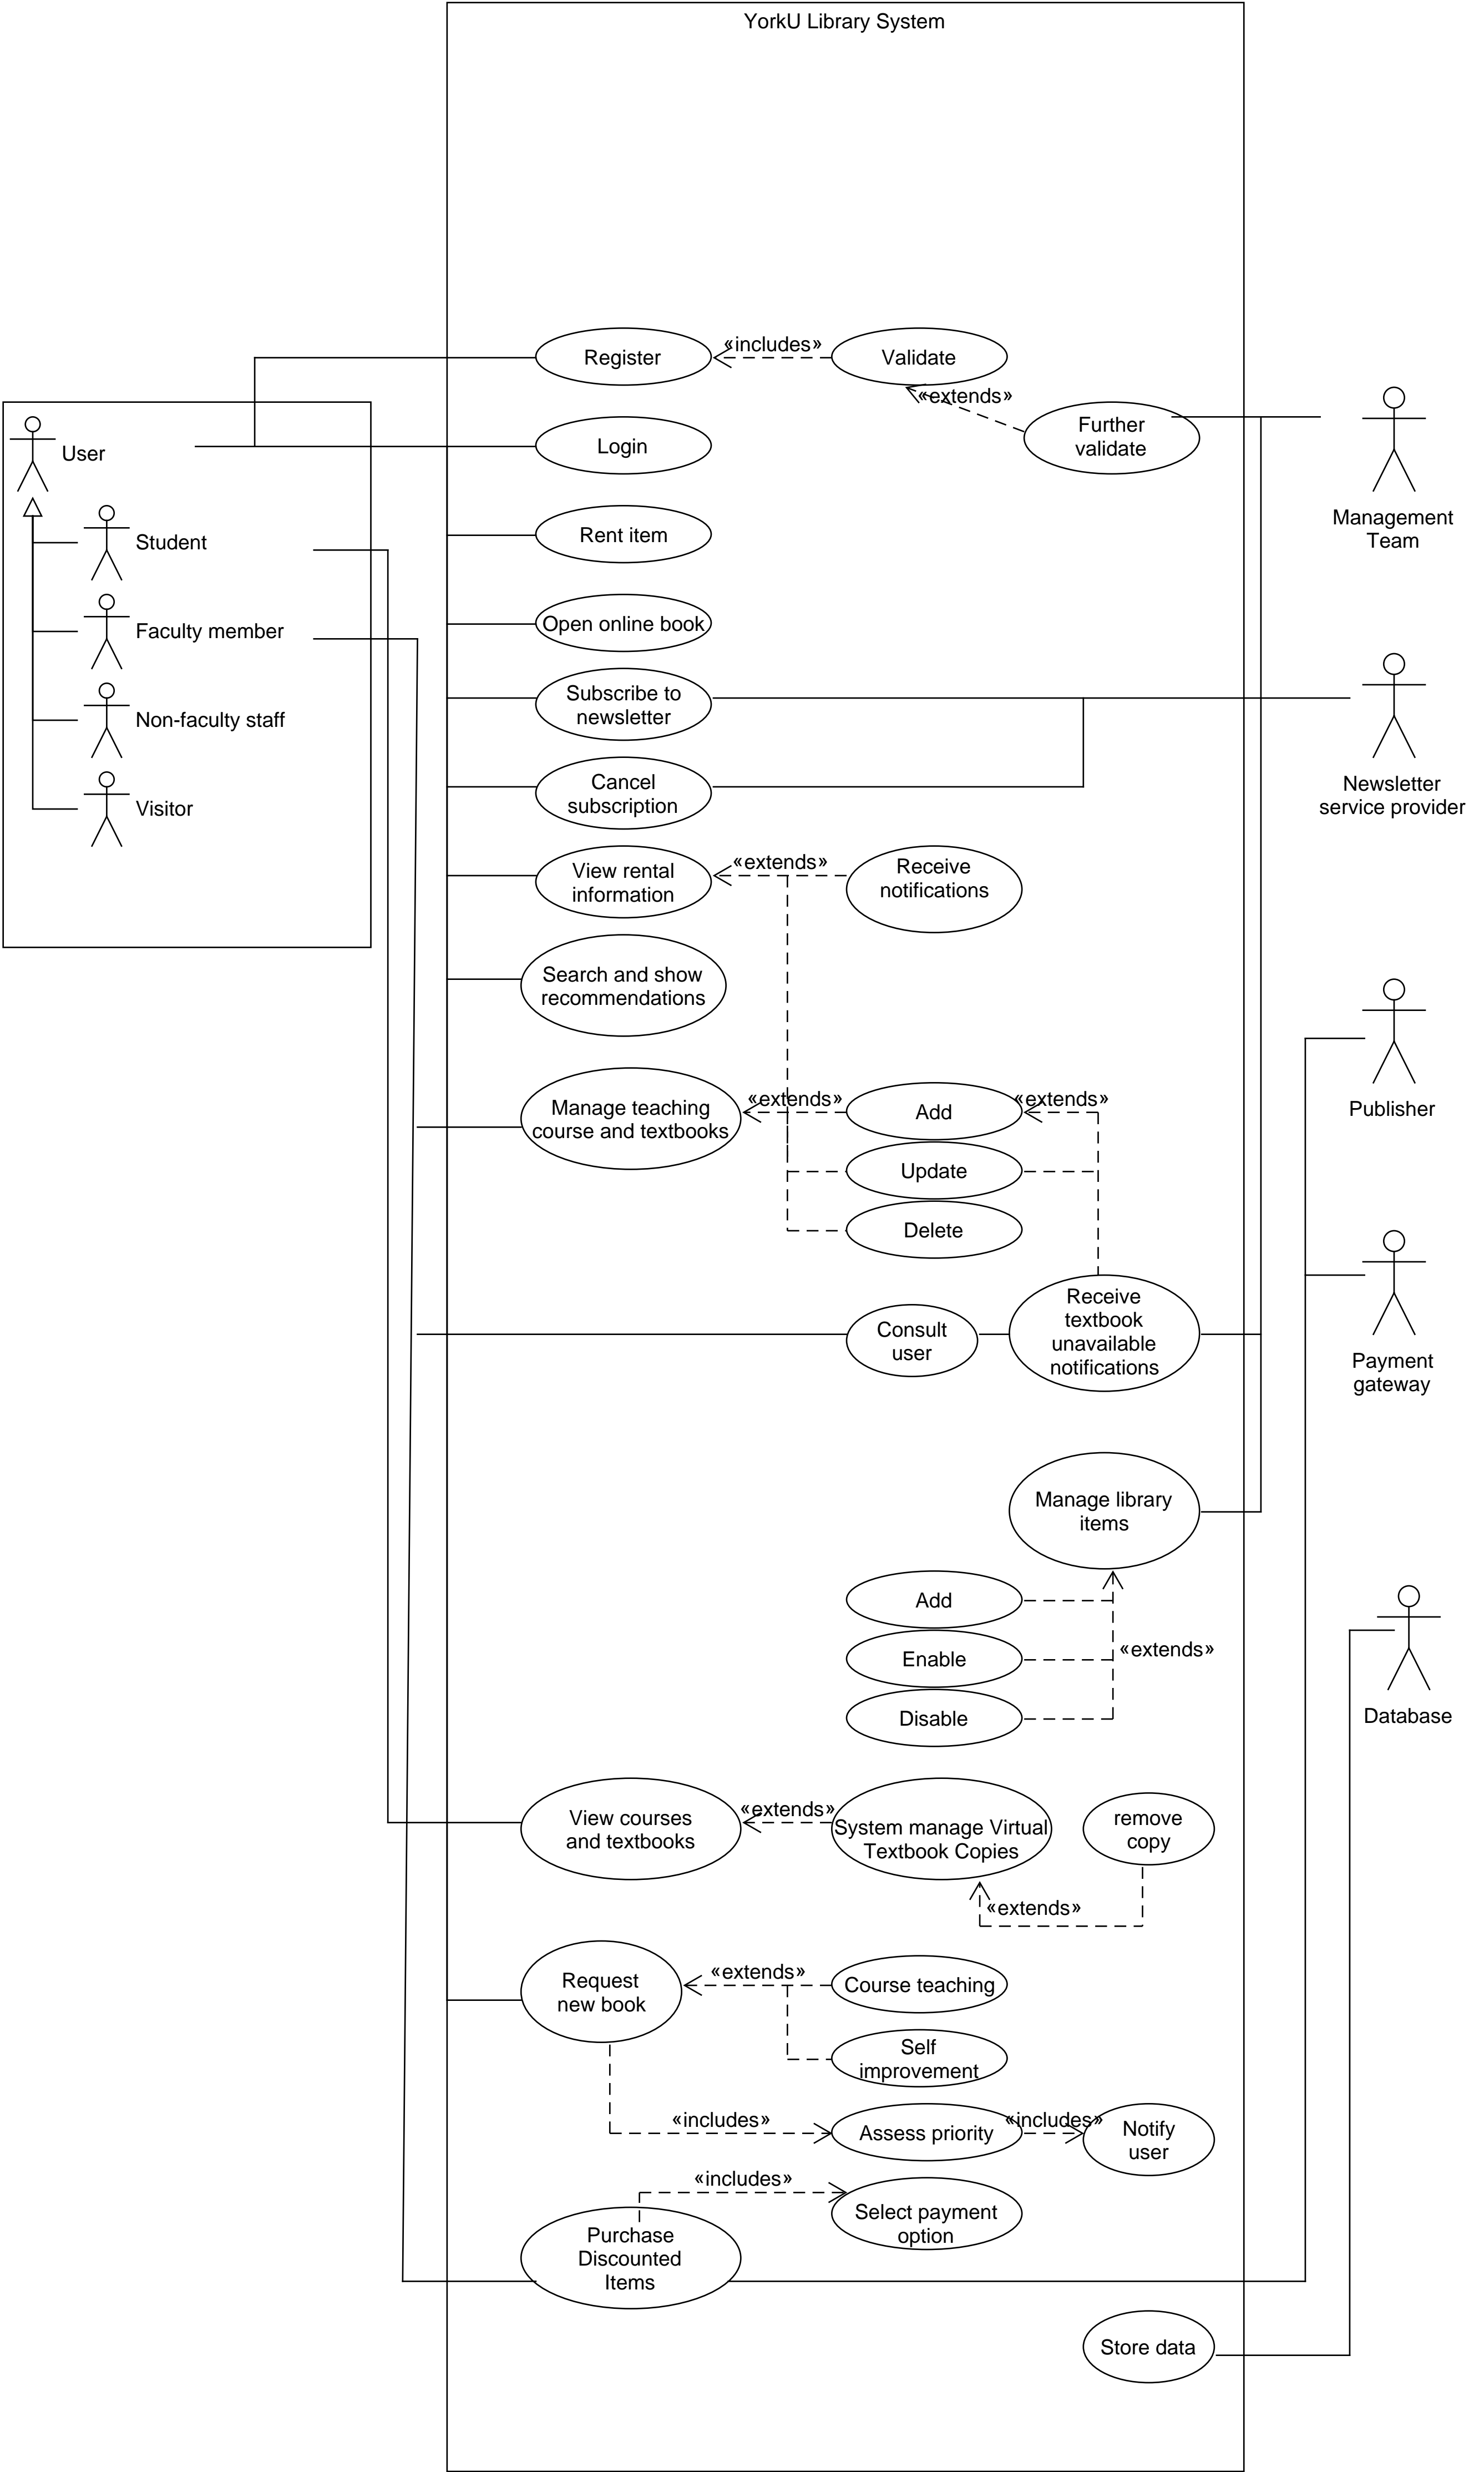 YorkU Library System
Register
«includes»
Validate
«extends»
Further
validate
User
Login
Management
Team
Student
Rent item
Faculty member
Open online book
Non-faculty staff
Subscribe to
newsletter
Newsletter
service provider
Visitor
Cancel
subscription
View rental
information
«extends»
Receive
notifications
Search and show
recommendations
Manage teaching
course and textbooks
«extends»
Add
«extends»
Publisher
Update
Delete
Consult
user
Receive
textbook
unavailable
notifications
Payment
gateway
Manage library
items
Add
Enable
«extends»
Disable
Database
View courses
and textbooks
«extends»
System manage Virtual
Textbook Copies
remove
copy
«extends»
Request
new book
«extends»
Course teaching
Self
improvement
«includes»
Assess priority
«includes»
Notify
user
«includes»
Select payment
option
Purchase
Discounted
Items
Store data